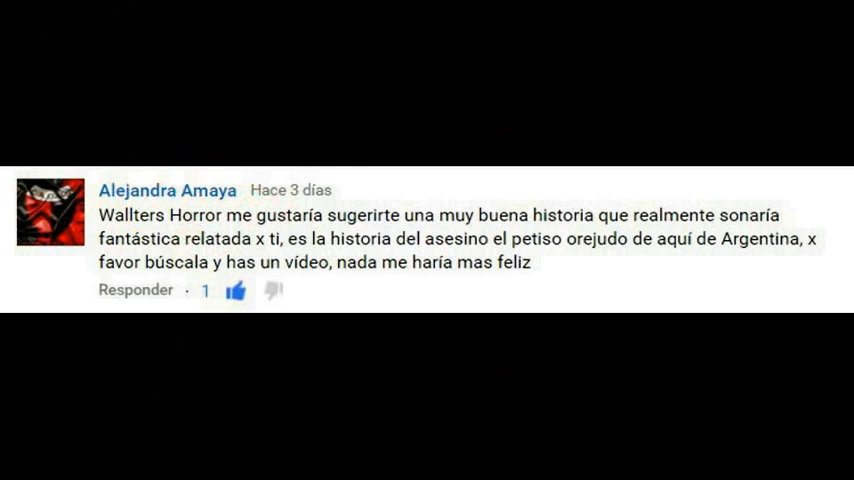 Alejandra Amaya Hace 3 días
Wallters Horror me gustaría sugerirte una muy buena historia que realmente sonaría
fantástica relatada x ti, es la historia del asesino el petiso orejudo de aquí de Argentina, x
favor búscala y has un vídeo, nada me haría mas feliz
Responder · 1